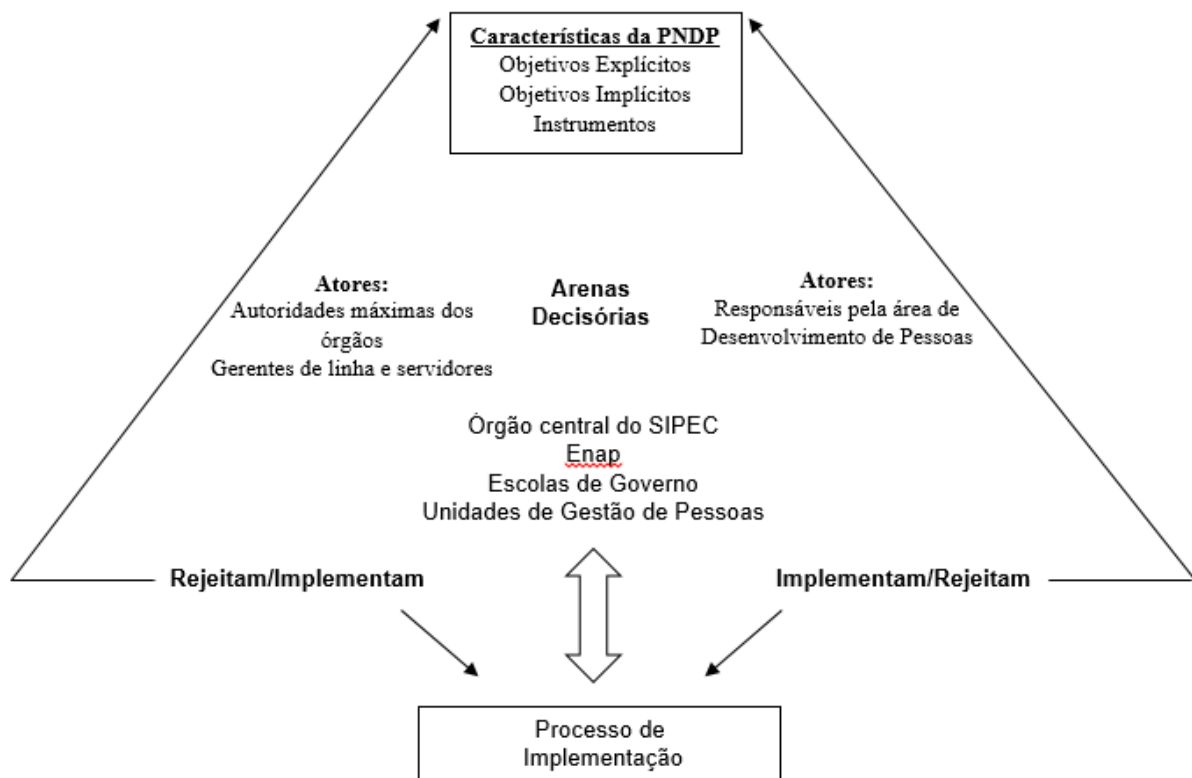 Características da PNDP
Objetivos Explícitos
Objetivos Implícitos
Instrumentos
Atores:
Autoridades máximas dos
órgãos
Gerentes de linha e servidores
Arenas
Decisórias
Atores:
Responsáveis pela área de
Desenvolvimento de Pessoas
Órgão central do SIPEC
Enap
Escolas de Governo
Unidades de Gestão de Pessoas
Rejeitam/Implementam
Implementam/Rejeitam
Processo de
Implementação